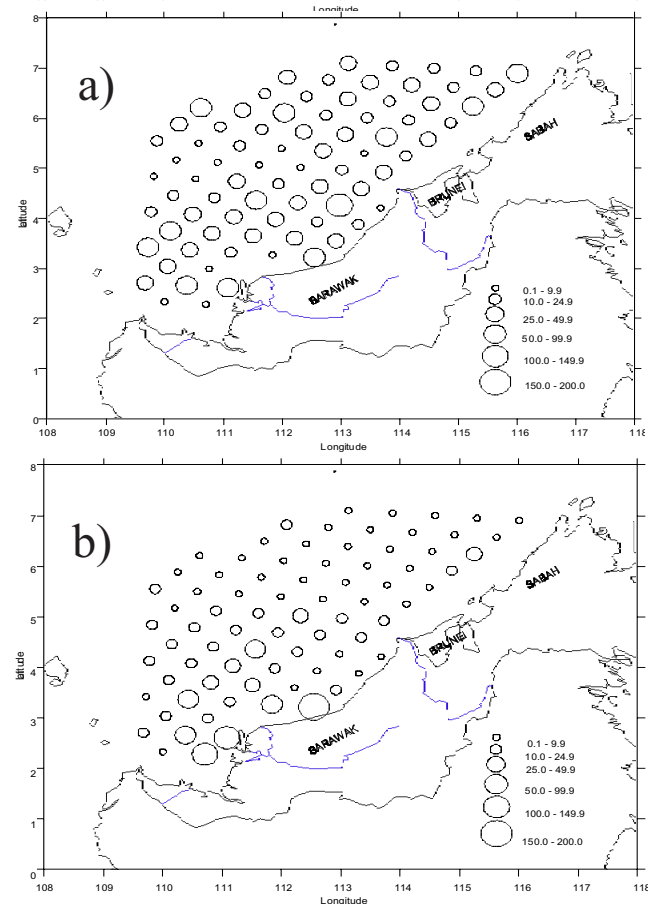 Longitude
8
7
6
5
4
3
2
1
0
latitude
a)
SABAH
BRUNEI
SARAWAK
0.1 - 9.9
10.0 - 24.9
25.0 - 49.9
50.0 - 99.9
100.0 - 149.9
150.0 - 200.0
108 109 110 111 112 113 114 115 116 117 118
Longitude
8
7
6
5
4
3
2
1
0
latitude
b)
SABAH
BRUNEI
SARAWAK
0.1 - 9.9
10.0 - 24.9
25.0 - 49.9
50.0 - 99.9
100.0 - 149.9
150.0 - 200.0
108 109 110 111 112 113 114 115 116 117 118
Longitude